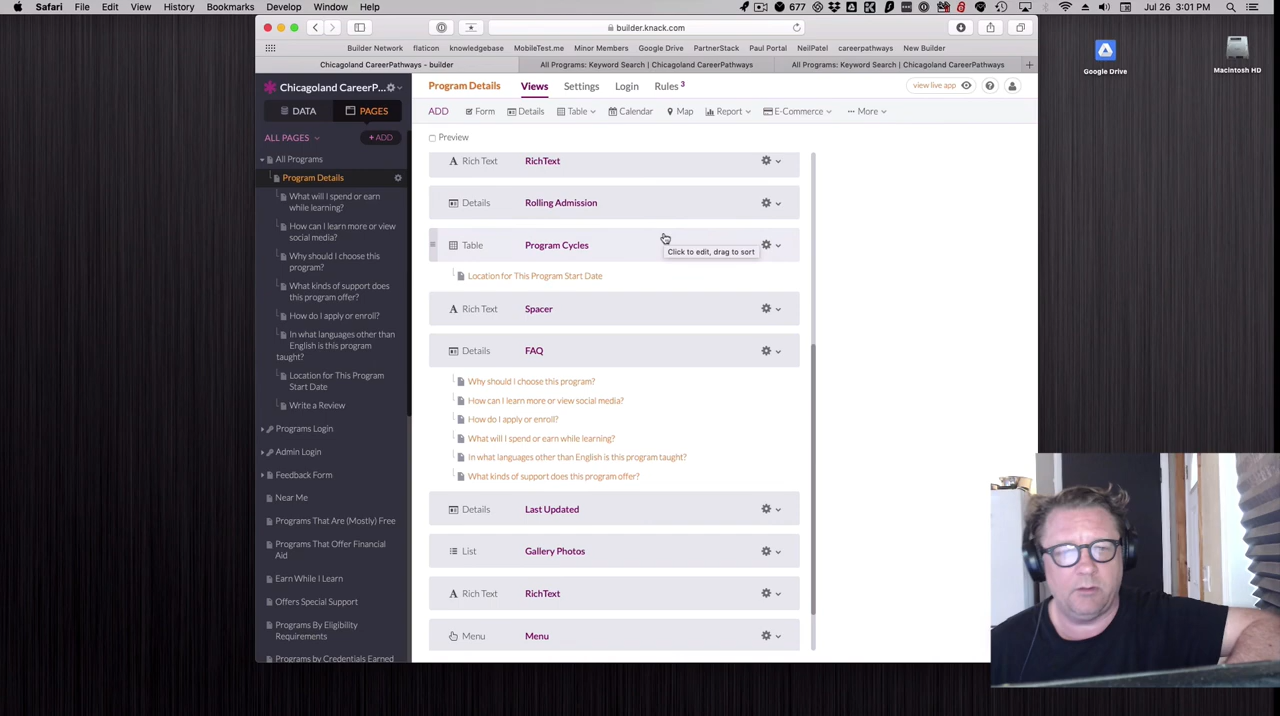 Safari File Edit View History Bookmarks Develop Window Help 677 Jul 26 3:01 PM
builder.knack.com
Builder Network flaticon knowledgebase MobileTest.me Minor Members Google Drive PartnerStack Paul Portal NeilPatel careerpathways New Builder
Chicagoland CareerPathways - builder All Programs: Keyword Search | Chicagoland CareerPathways All Programs: Keyword Search | Chicagoland CareerPathways
Google Drive
Macintosh HD
Chicagoland CareerP...
DATA PAGES
ALL PAGES + ADD
All Programs
Program Details
What will I spend or earn
while learning?
How can I learn more or view
social media?
Why should I choose this
program?
What kinds of support does
this program offer?
How do I apply or enroll?
In what languages other than
English is this program
taught?
Location for This Program
Start Date
Write a Review
Programs Login
Admin Login
Feedback Form
Near Me
Programs That Are (Mostly) Free
Programs That Offer Financial
Aid
Earn While I Learn
Offers Special Support
Programs By Eligibility
Requirements
Programs by Credentials Earned
Program Details Views Settings Login Rules 3 view live app
ADD Form Details Table Calendar Map Report E-Commerce More
Preview
Rich Text RichText
Details Rolling Admission
Table Program Cycles
Click to edit, drag to sort
Location for This Program Start Date
Rich Text Spacer
Details FAQ
Why should I choose this program?
How can I learn more or view social media?
How do I apply or enroll?
What will I spend or earn while learning?
In what languages other than English is this program taught?
What kinds of support does this program offer?
Details Last Updated
List Gallery Photos
Rich Text RichText
Menu Menu